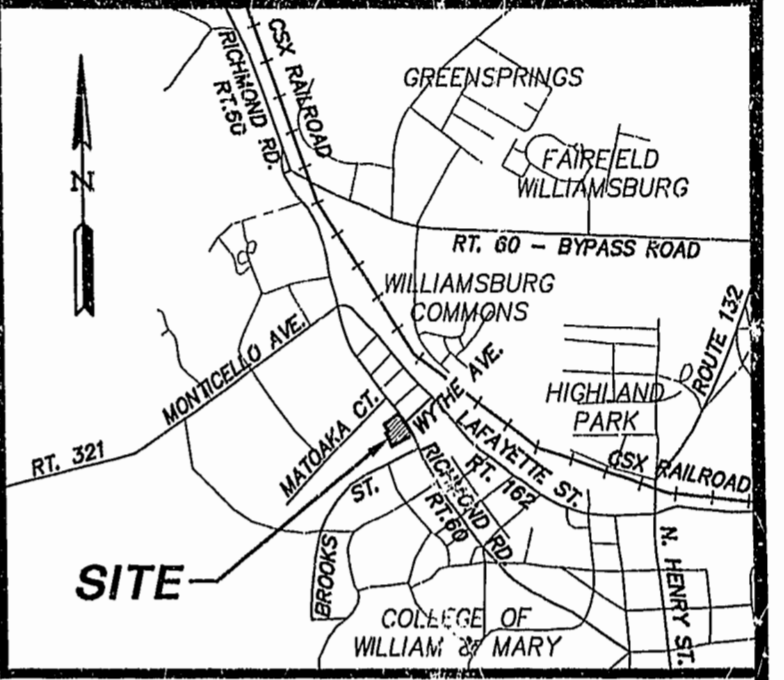 CSX RAILROAD
RICHMOND RD.
RT.60
GREENSPRINGS
N
FAIRFIELD
WILLIAMSBURG
RT. 60 - BYPASS ROAD
WILLIAMSBURG
COMMONS
ROUTE 132
MONTICELLO AVE.
WYTHE AVE.
HIGHLAND
PARK
MATOAKA CT.
LAFAYETTE ST.
RT. 321
CSX RAILROAD
RT. 162
RICHMOND RD.
RT.60
BROOKS
ST.
SITE
N. HENRY ST.
COLLEGE OF
WILLIAM & MARY